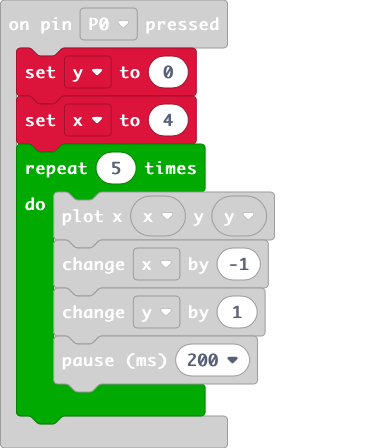 on pin P0 pressed
set y to 0
set x to 4
repeat 5 times
do
plot x x y y
change x by -1
change y by 1
pause (ms) 200